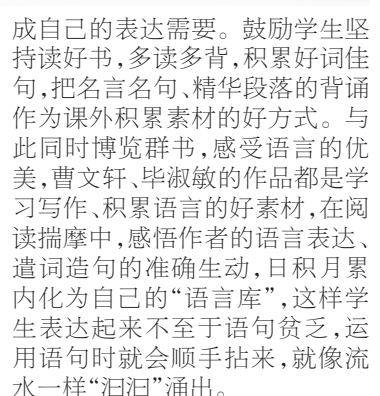 成自己的表达需要。鼓励学生坚
持读好书,多读多背,积累好词佳
句,把名言名句、精华段落的背诵
作为课外积累素材的好方式。与
此同时博览群书,感受语言的优
美,曹文轩、毕淑敏的作品都是学
习写作、积累语言的好素材,在阅
读揣摩中,感悟作者的语言表达、
遣词造句的准确生动,日积月累
内化为自己的“语言库”,这样学
生表达起来不至于语句贫乏,运
用语句时就会顺手拈来,就像流
水一样“汩汩”涌出。